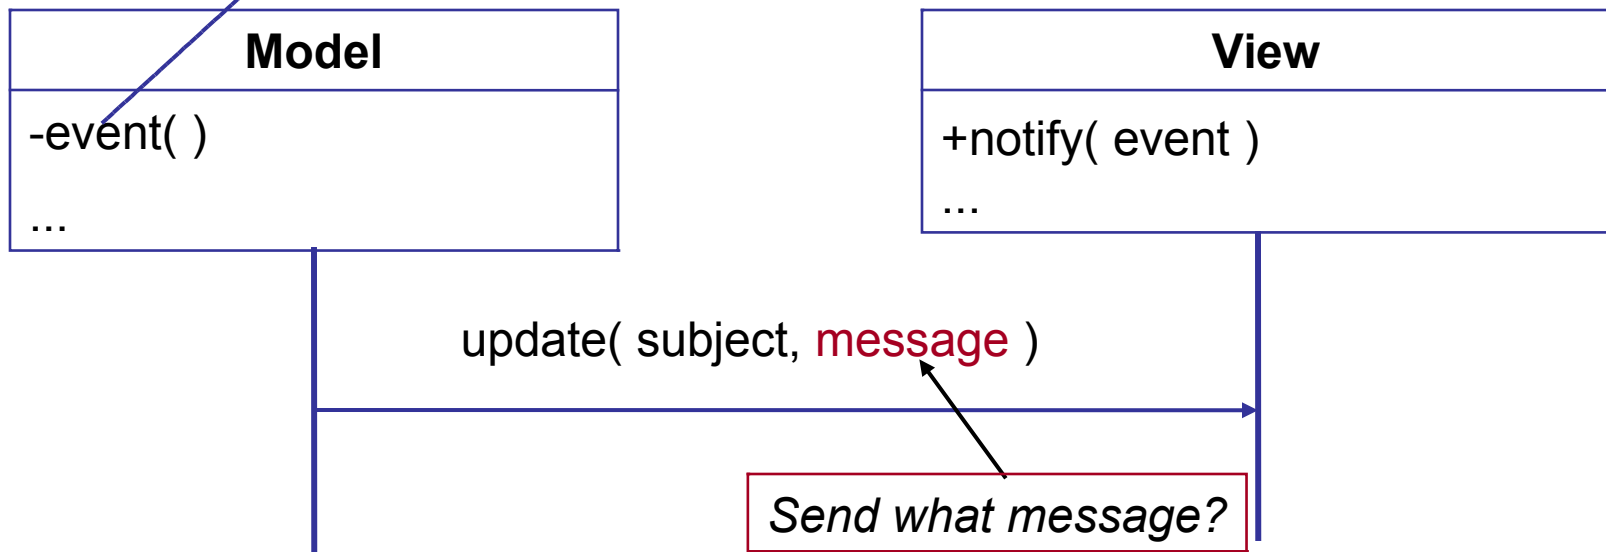 Model
-event( )
...
View
+notify( event )
...
update( subject, message )
Send what message?